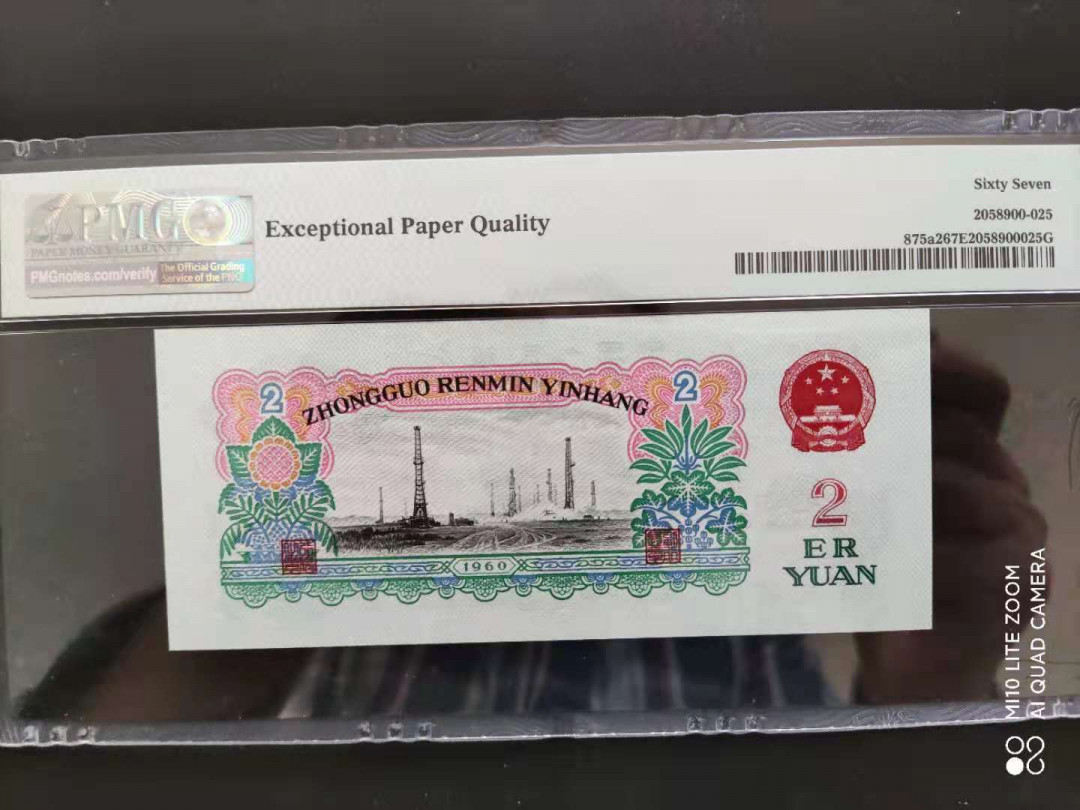 Sixty Seven
PMG
PAPER MONEY GUARANTY
Exceptional Paper Quality
2058900-025
875a267E2058900025G
PMGnotes.com/verify
The Official Grading
Service of the PNG
2
2
ZHONGGUO RENMIN YINHANG
1960
2
ER
YUAN
MI10 LITE ZOOM
AI QUAD CAMERA